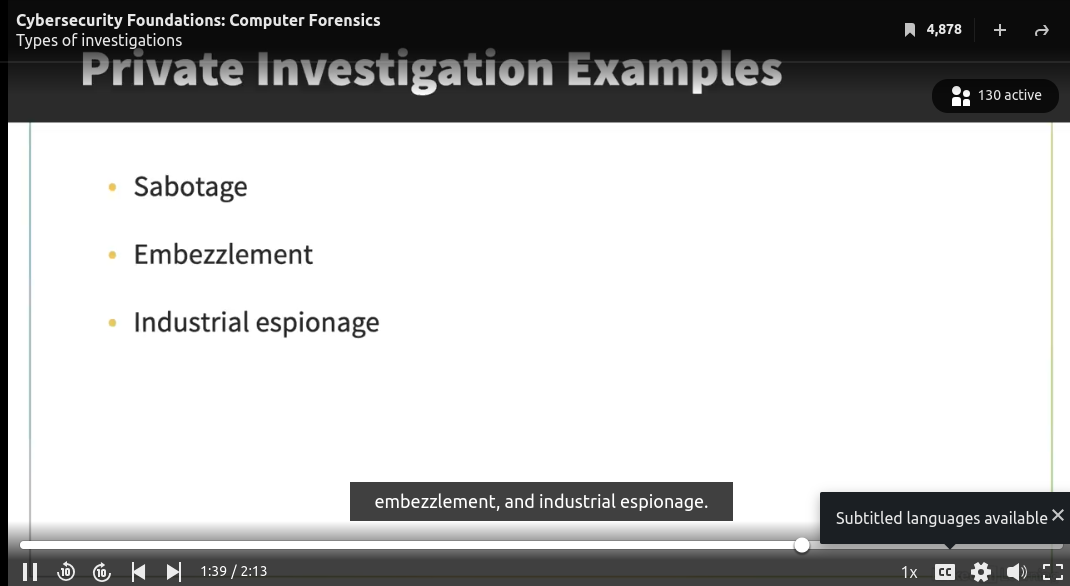 Cybersecurity Foundations: Computer Forensics
Types of investigations
4,878
Private Investigation Examples
130 active
• Sabotage
• Embezzlement
• Industrial espionage
embezzlement, and industrial espionage.
Subtitled languages available
10
10
1:39 / 2:13
1x
CC